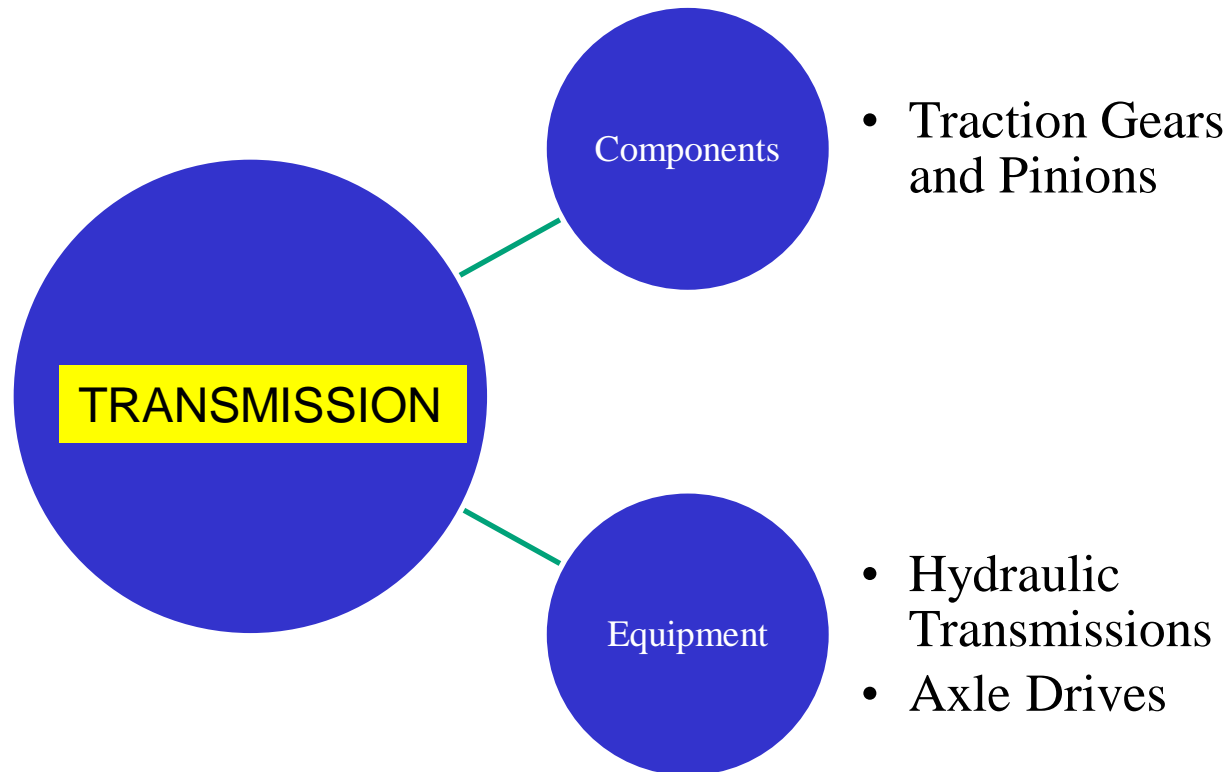 TRANSMISSION
Components
• Traction Gears
and Pinions
Equipment
• Hydraulic
Transmissions
• Axle Drives